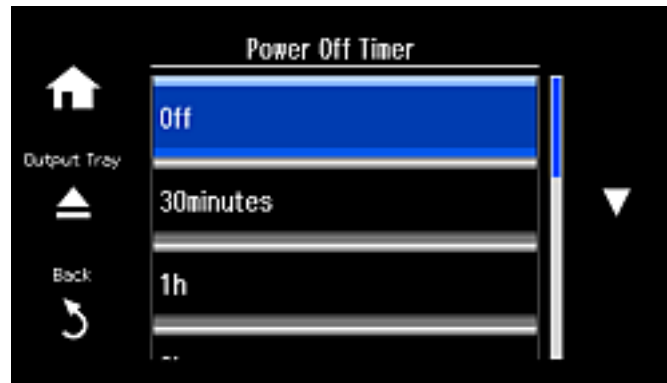 Power Off Timer
Off
Output Tray
30minutes
Back
1h